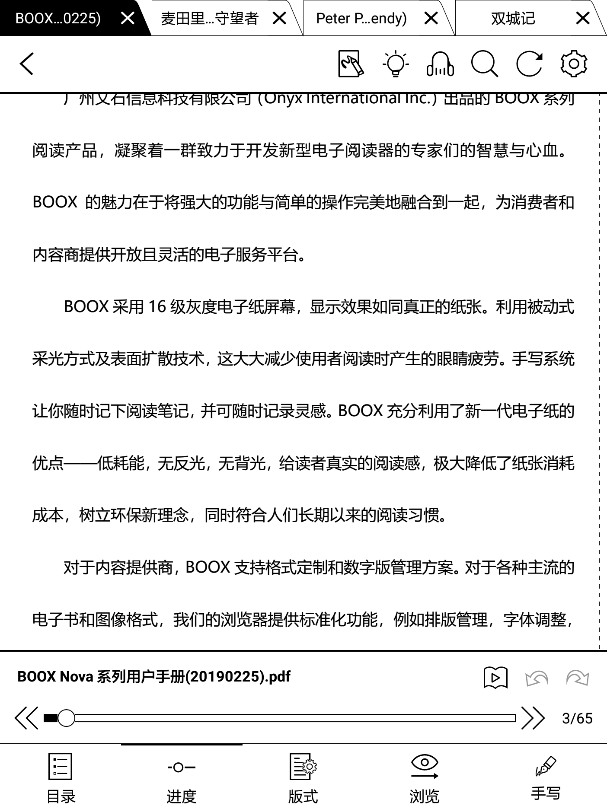 BOOX...0225)
麦田里...守望者
Peter P...endy)
双城记
广州文石信息科技有限公司（Onyx International Inc.）出品的 BOOX 系列
阅读产品，凝聚着一群致力于开发新型电子阅读器的专家们的智慧与心血。
BOOX 的魅力在于将强大的功能与简单的操作完美地融合到一起，为消费者和
内容商提供开放且灵活的电子服务平台。
BOOX 采用 16 级灰度电子纸屏幕，显示效果如同真正的纸张。利用被动式
采光方式及表面扩散技术，这大大减少使用者阅读时产生的眼睛疲劳。手写系统
让你随时记下阅读笔记，并可随时记录灵感。BOOX 充分利用了新一代电子纸的
优点——低耗能，无反光，无背光，给读者真实的阅读感，极大降低了纸张消耗
成本，树立环保新理念，同时符合人们长期以来的阅读习惯。
对于内容提供商，BOOX 支持格式定制和数字版管理方案。对于各种主流的
电子书和图像格式，我们的浏览器提供标准化功能，例如排版管理，字体调整，
BOOX Nova 系列用户手册(20190225).pdf
3/65
目录
进度
版式
浏览
手写